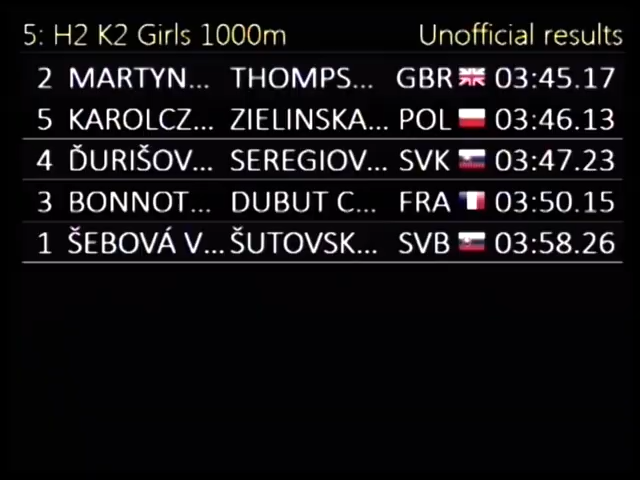 5: H2 K2 Girls 1000m Unofficial results
2 MARTYN... THOMPS... GBR 03:45.17
5 KAROLCZ... ZIELINSKA... POL 03:46.13
4 ĎURIŠOV... SEREGIOV... SVK 03:47.23
3 BONNOT... DUBUT C... FRA 03:50.15
1 ŠEBOVÁ V... ŠUTOVSK... SVB 03:58.26